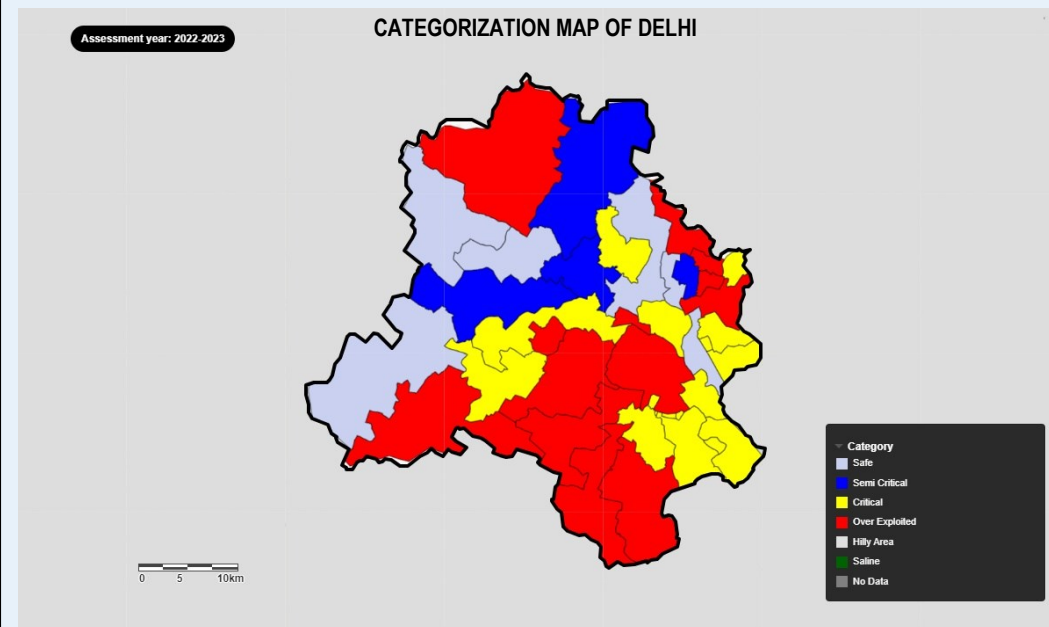 CATEGORIZATION MAP OF DELHI
Assessment year: 2022-2023
Category
Safe
Semi Critical
Critical
Over Exploited
Hilly Area
Saline
No Data
0 5 10km